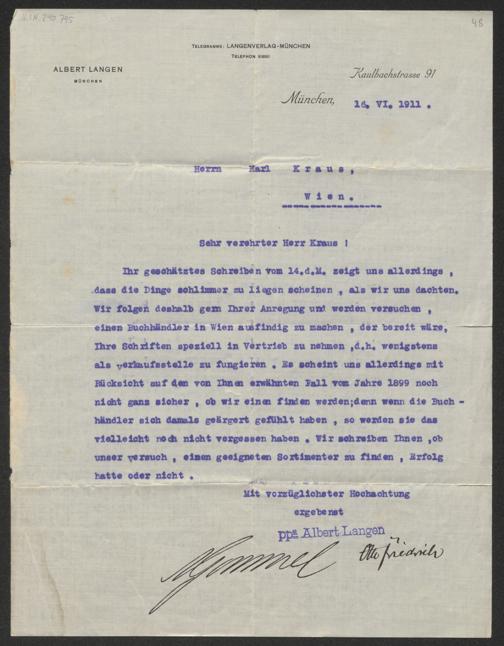 48
TELEGRAMME: LANGENVERLAG-MÜNCHEN
TELEPHON
ALBERT LANGEN
MÜNCHEN
Kaulbachstrasse 91
München, 16. VI. 1911.
Herrn Karl Kraus,
Wien.
Sehr verehrter Herr Kraus !
Ihr geschätztes Schreiben vom 14.d.M. zeigt uns allerdings ,
dass die Dinge schlimmer zu liegen scheinen , als wir uns dachten.
Wir folgen deshalb gern Ihrer Anregung und werden versuchen ,
einen Buchhändler in Wien ausfindig zu machen , der bereit wäre,
Ihre Schriften speziell in Vertrieb zu nehmen ,d.h. wenigstens
als verkaufsstelle zu fungieren . Es scheint uns allerdings mit
Rücksicht auf den von Ihnen erwähnten Fall vom Jahre 1899 noch
nicht ganz sicher , ob wir einen finden werden;denn wenn die Buch-
händler sich damals geärgert gefühlt haben , so werden sie das
vielleicht noch nicht vergessen haben . Wir schreiben Ihnen ,ob
unser versuch , einen geeigneten Sortimenter zu finden , Erfolg
hatte oder nicht .
Mit vorzüglichster Hochachtung
ergebenst
ppa Albert Langen
Otto Friedrich